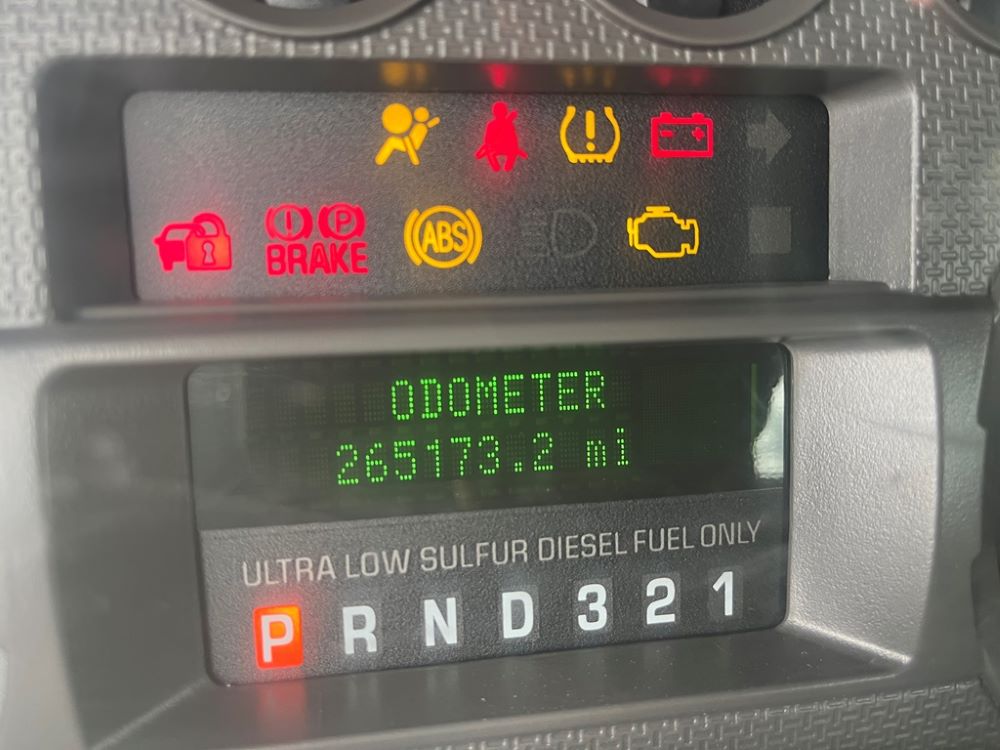 ! P
BRAKE
ABS
ODOMETER
265173.2 mi
ULTRA LOW SULFUR DIESEL FUEL ONLY
P R N D 3 2 1